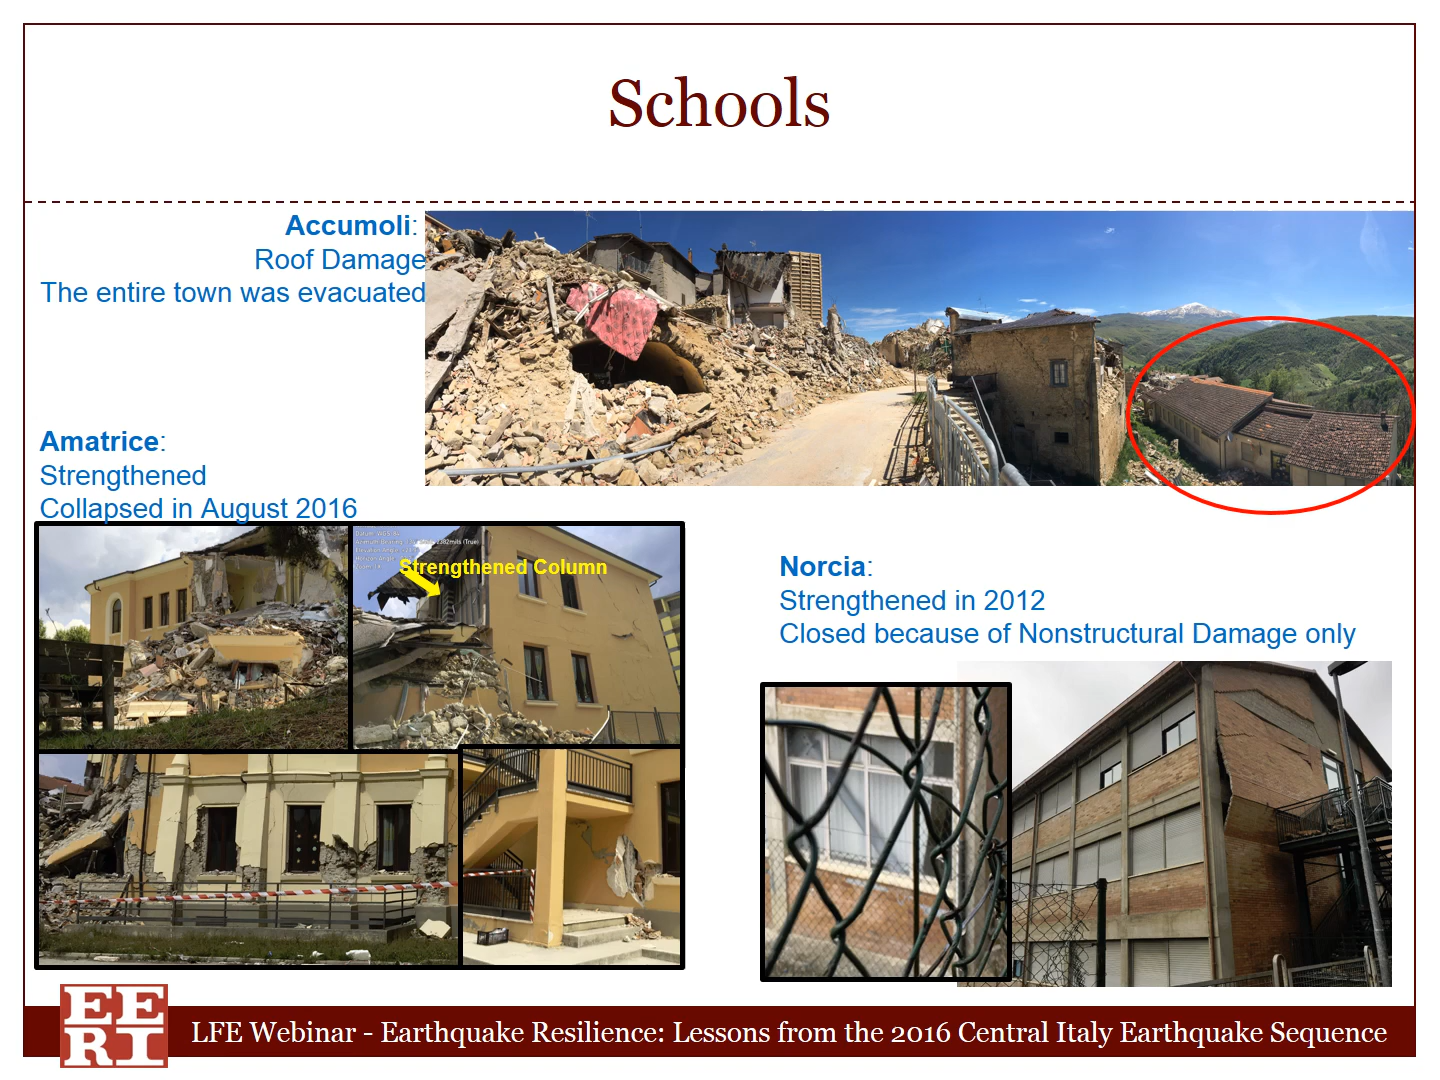 Schools
Accumoli:
Roof Damage
The entire town was evacuated
Amatrice:
Strengthened
Collapsed in August 2016
Strengthened Column
Norcia:
Strengthened in 2012
Closed because of Nonstructural Damage only
EE
RI
LFE Webinar - Earthquake Resilience: Lessons from the 2016 Central Italy Earthquake Sequence